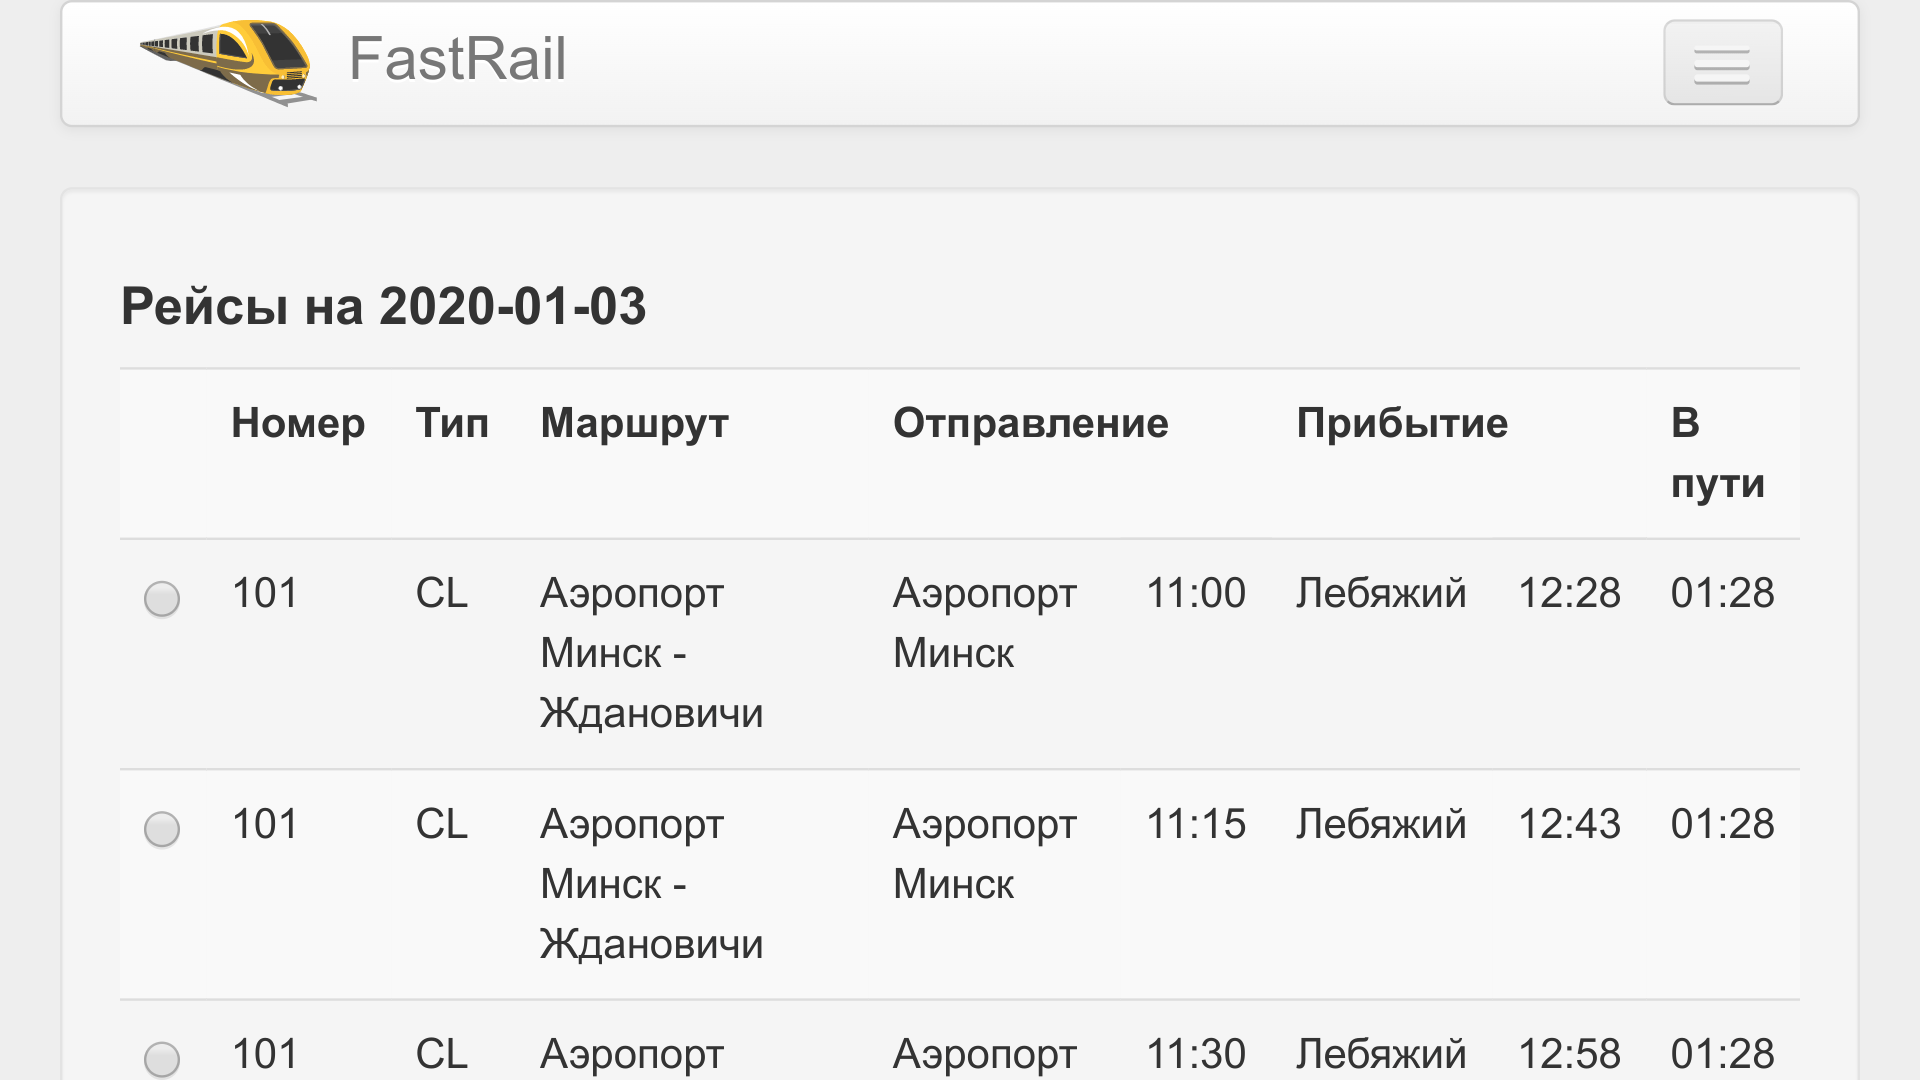 FastRail
Рейсы на 2020-01-03
Номер Тип Маршрут Отправление Прибытие В
пути
101 CL Аэропорт Аэропорт 11:00 Лебяжий 12:28 01:28
Минск - Минск
Ждановичи
101 CL Аэропорт Аэропорт 11:15 Лебяжий 12:43 01:28
Минск - Минск
Ждановичи
101 CL Аэропорт Аэропорт 11:30 Лебяжий 12:58 01:28